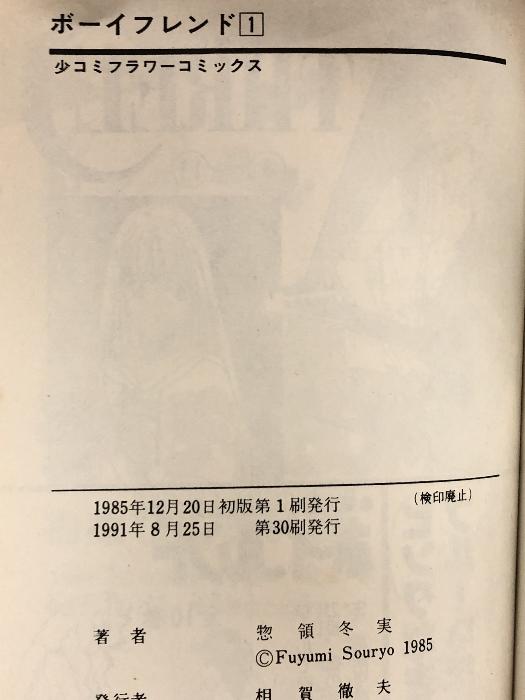 ボーイフレンド1
少コミフラワーコミックス
1985年12月20日初版第1刷発行 (検印廃止)
1991年8月25日 第30刷発行
著者 惣領冬実
©Fuyumi Souryo 1985
発行者 相賀徹夫